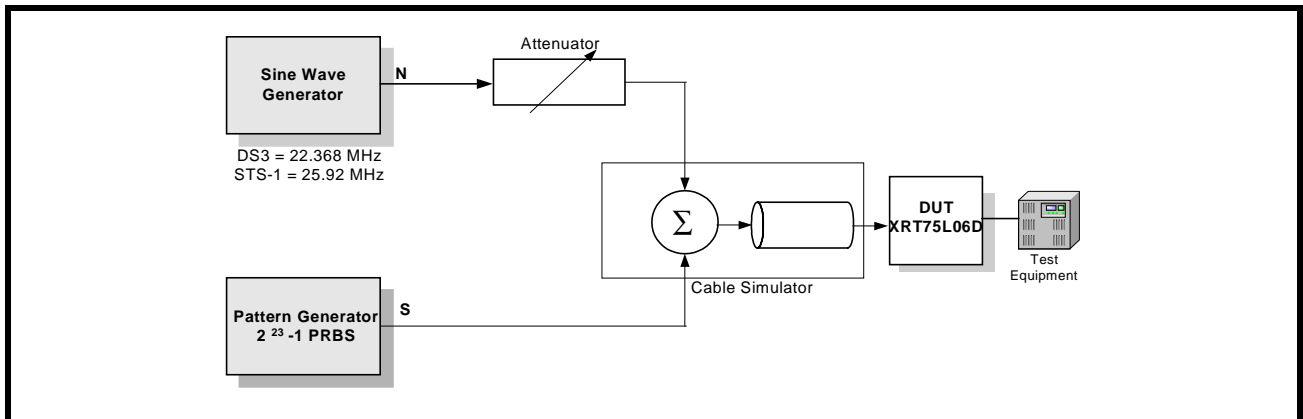 Attenuator
Sine Wave
Generator
N
DS3 = 22.368 MHz
STS-1 = 25.92 MHz
Σ
DUT
XRT75L06D
Test
Equipment
Cable Simulator
Pattern Generator
2 23 -1 PRBS
S